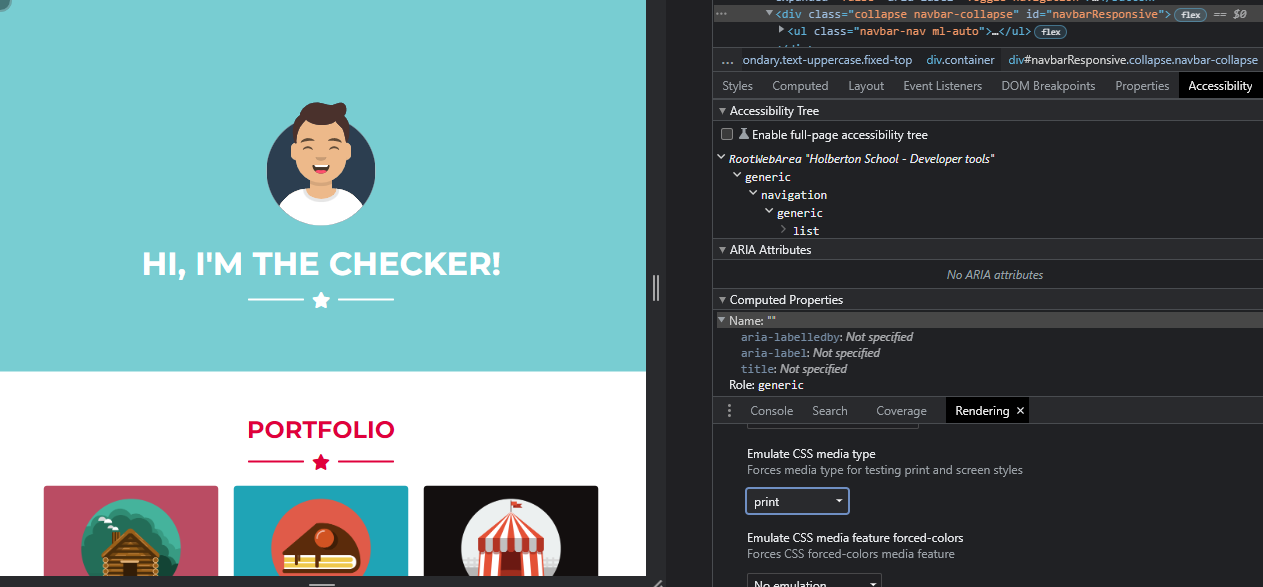 HI, I'M THE CHECKER!
PORTFOLIO
<div class="collapse navbar-collapse" id="navbarResponsive"> flex == $0
<ul class="navbar-nav ml-auto">…</ul> flex
… ondary.text-uppercase.fixed-top div.container div#navbarResponsive.collapse.navbar-collapse
Styles Computed Layout Event Listeners DOM Breakpoints Properties Accessibility
Accessibility Tree
Enable full-page accessibility tree
RootWebArea "Holberton School - Developer tools"
generic
navigation
generic
list
ARIA Attributes
No ARIA attributes
Computed Properties
Name: ""
aria-labelledby: Not specified
aria-label: Not specified
title: Not specified
Role: generic
Console Search Coverage Rendering ×
Emulate CSS media type
Forces media type for testing print and screen styles
print
Emulate CSS media feature forced-colors
Forces CSS forced-colors media feature
No emulation